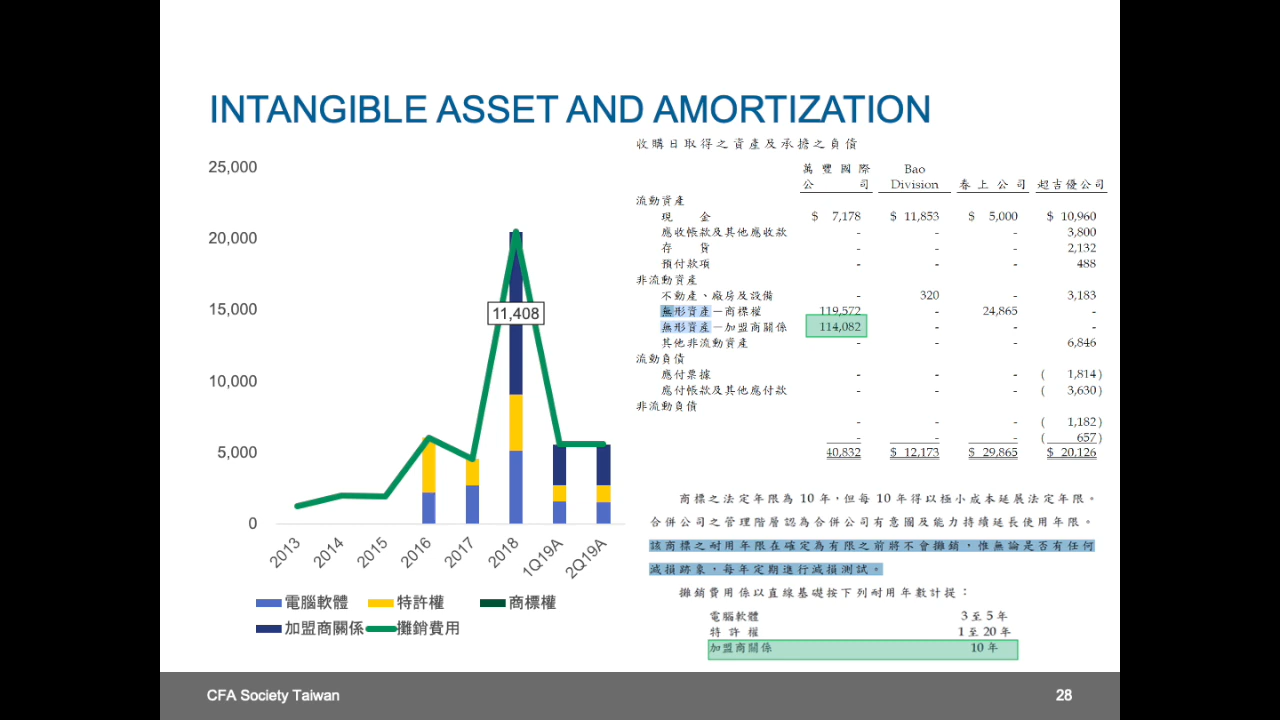 INTANGIBLE ASSET AND AMORTIZATION
25,000
20,000
15,000
10,000
5,000
0
11,408
2013
2014
2015
2016
2017
2018
1Q19A
2Q19A
電腦軟體
特許權
商標權
加盟商關係
攤銷費用
收購日取得之資產及承擔之負債
萬豐國際 Bao
公司 Division 春上公司 超吉優公司
流動資產
現金 $ 7,178 $ 11,853 $ 5,000 $ 10,960
應收帳款及其他應收款 - - - 3,800
存貨 - - - 2,132
預付款項 - - - 488
非流動資產
不動產、廠房及設備 - 320 - 3,183
無形資產－商標權 119,572 - 24,865 -
無形資產－加盟商關係 114,082 - - -
其他非流動資產 - - - 6,846
流動負債
應付票據 - - - ( 1,814)
應付帳款及其他應付款 - - - ( 3,630)
非流動負債
- - - ( 1,182)
- - - ( 657)
40,832 $ 12,173 $ 29,865 $ 20,126
商標之法定年限為 10 年，但每 10 年得以極小成本延展法定年限。
合併公司之管理階層認為合併公司有意圖及能力持續延長使用年限。
該商標之耐用年限在確定為有限之前將不會攤銷，惟無論是否有任何
減損跡象，每年定期進行減損測試。
攤銷費用係以直線基礎按下列耐用年數計提：
電腦軟體 3 至 5 年
特許權 1 至 20 年
加盟商關係 10 年
CFA Society Taiwan
28